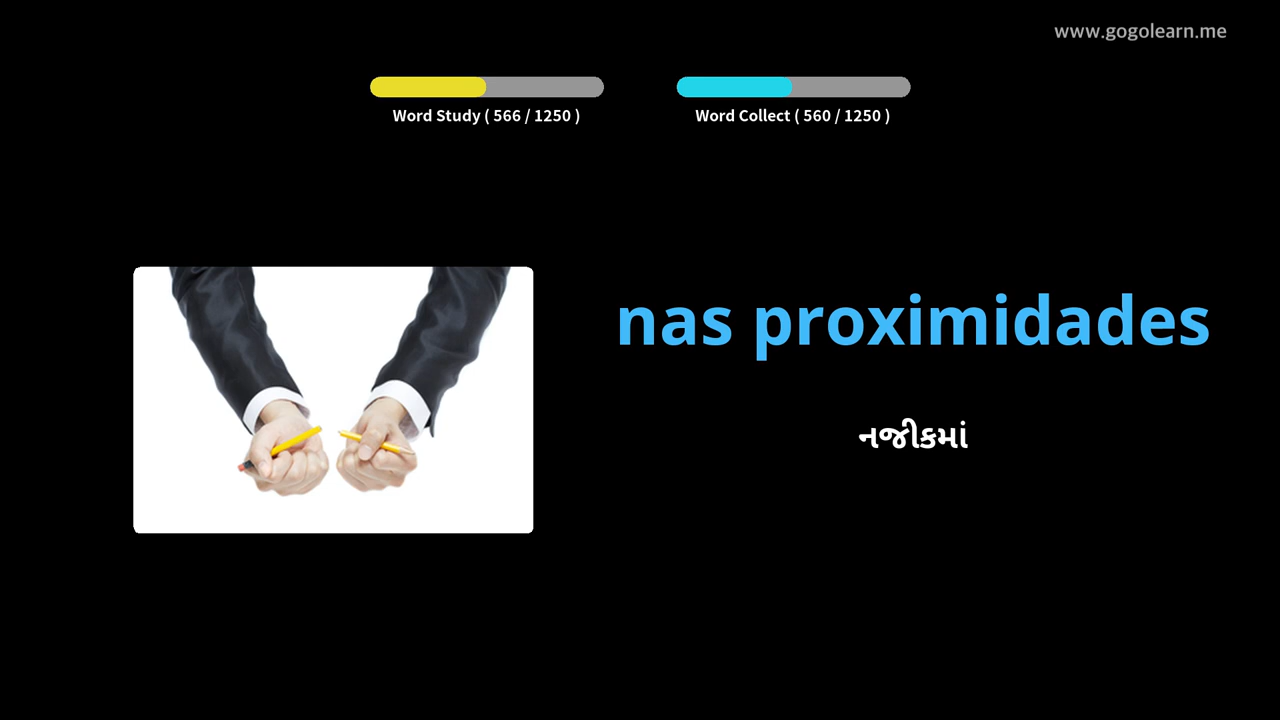 www.gogolearn.me
Word Study ( 566 / 1250 )
Word Collect ( 560 / 1250 )
nas proximidades
નજીકમાં